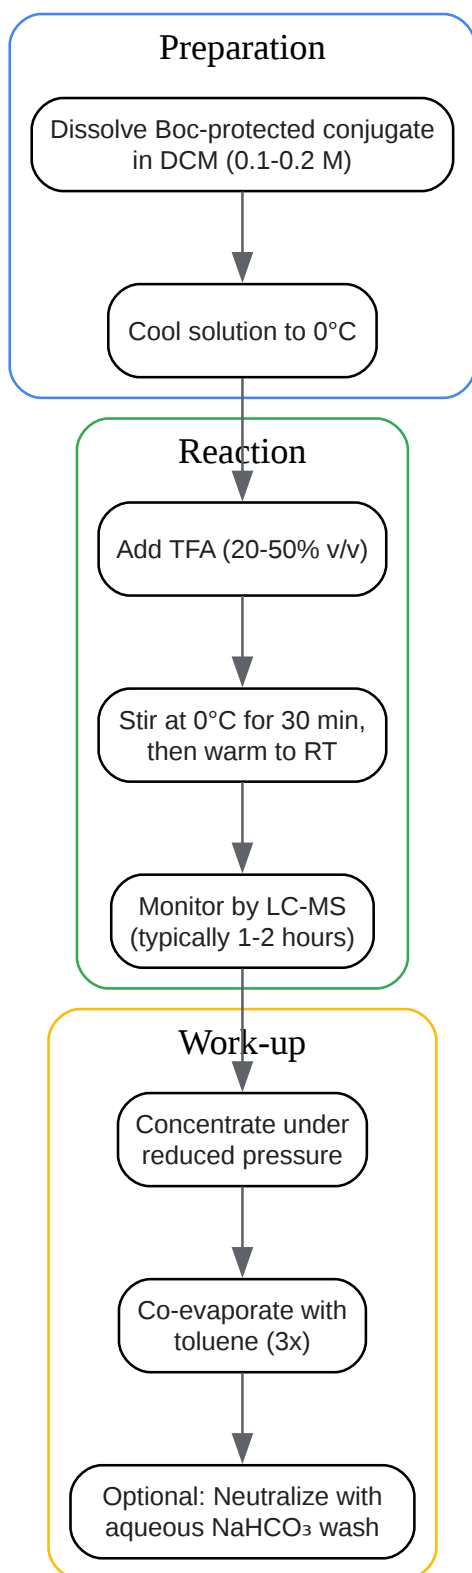 Preparation
Dissolve Boc-protected conjugate
in DCM (0.1-0.2 M)
Cool solution to 0°C
Reaction
Add TFA (20-50% v/v)
Stir at 0°C for 30 min,
then warm to RT
Monitor by LC-MS
(typically 1-2 hours)
Work-up
Concentrate under
reduced pressure
Co-evaporate with
toluene (3x)
Optional: Neutralize with
aqueous NaHCO₃ wash